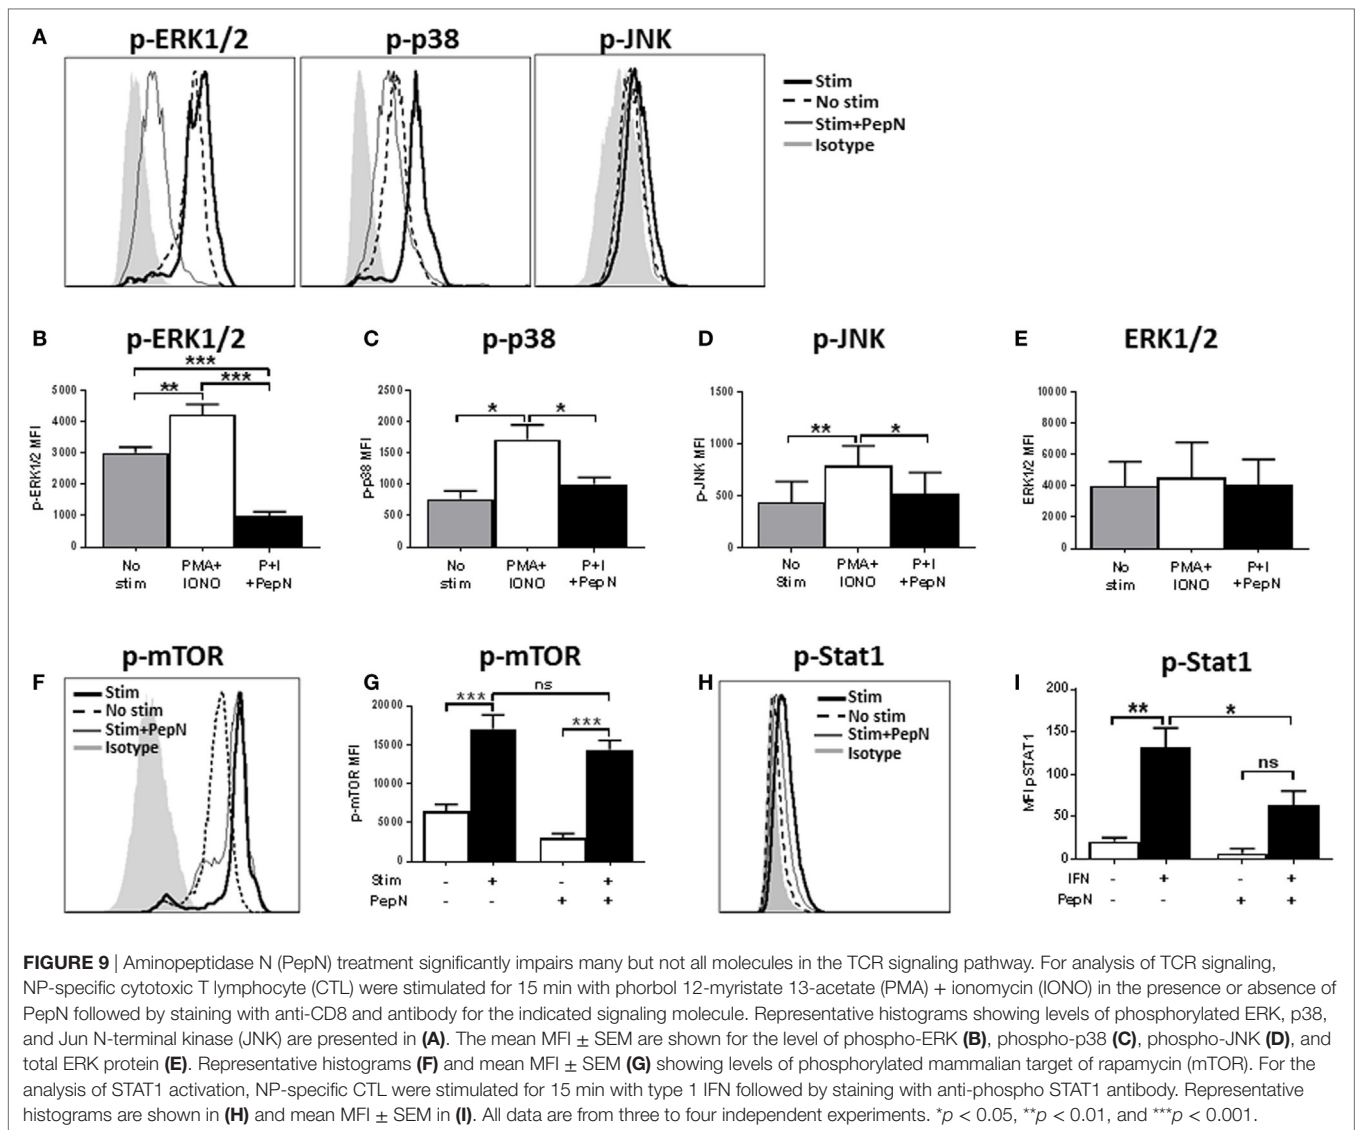 A
p-ERK1/2
p-p38
p-JNK
Stim
No stim
Stim+PepN
Isotype
B
p-ERK1/2
***
** ***
p-ERK1/2 MFI
5000
4000
3000
2000
1000
0
No stim
PMA+ IONO
P+I +PepN
C
p-p38
* *
p-p38 MFI
2500
2000
1500
1000
500
0
No stim
PMA+ IONO
P+I +PepN
D
p-JNK
** *
p-JNK MFI
1500
1000
500
0
No Stim
PMA+ IONO
P+I +PepN
E
ERK1/2
ERK1/2 MFI
10000
8000
6000
4000
2000
0
No stim
PMA+ IONO
P+I +PepN
F
p-mTOR
Stim
No stim
Stim+PepN
Isotype
G
p-mTOR
ns
*** ***
p-mTOR MFI
20000
15000
10000
5000
0
Stim - + - +
PepN - - + +
H
p-Stat1
Stim
No stim
Stim+PepN
Isotype
I
p-Stat1
** *
ns
MFI pSTAT1
200
150
100
50
0
IFN - + - +
PepN - - + +
FIGURE 9 | Aminopeptidase N (PepN) treatment significantly impairs many but not all molecules in the TCR signaling pathway. For analysis of TCR signaling,
NP-specific cytotoxic T lymphocyte (CTL) were stimulated for 15 min with phorbol 12-myristate 13-acetate (PMA) + ionomycin (IONO) in the presence or absence of
PepN followed by staining with anti-CD8 and antibody for the indicated signaling molecule. Representative histograms showing levels of phosphorylated ERK, p38,
and Jun N-terminal kinase (JNK) are presented in (A). The mean MFI ± SEM are shown for the level of phospho-ERK (B), phospho-p38 (C), phospho-JNK (D), and
total ERK protein (E). Representative histograms (F) and mean MFI ± SEM (G) showing levels of phosphorylated mammalian target of rapamycin (mTOR). For the
analysis of STAT1 activation, NP-specific CTL were stimulated for 15 min with type 1 IFN followed by staining with anti-phospho STAT1 antibody. Representative
histograms are shown in (H) and mean MFI ± SEM in (I). All data are from three to four independent experiments. *p < 0.05, **p < 0.01, and ***p < 0.001.